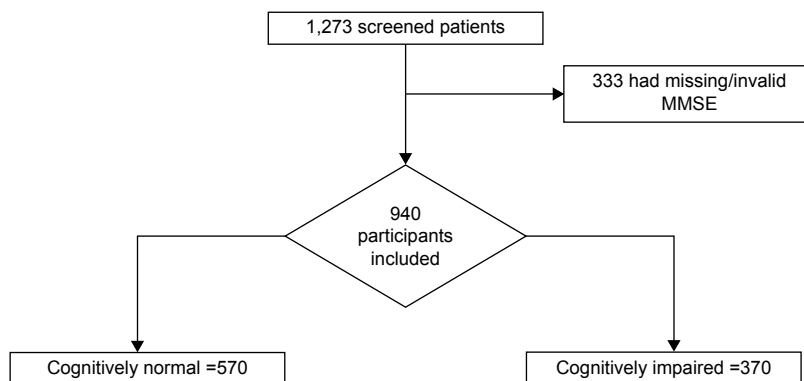 1,273 screened patients
333 had missing/invalid
MMSE
940
participants
included
Cognitively normal =570
Cognitively impaired =370